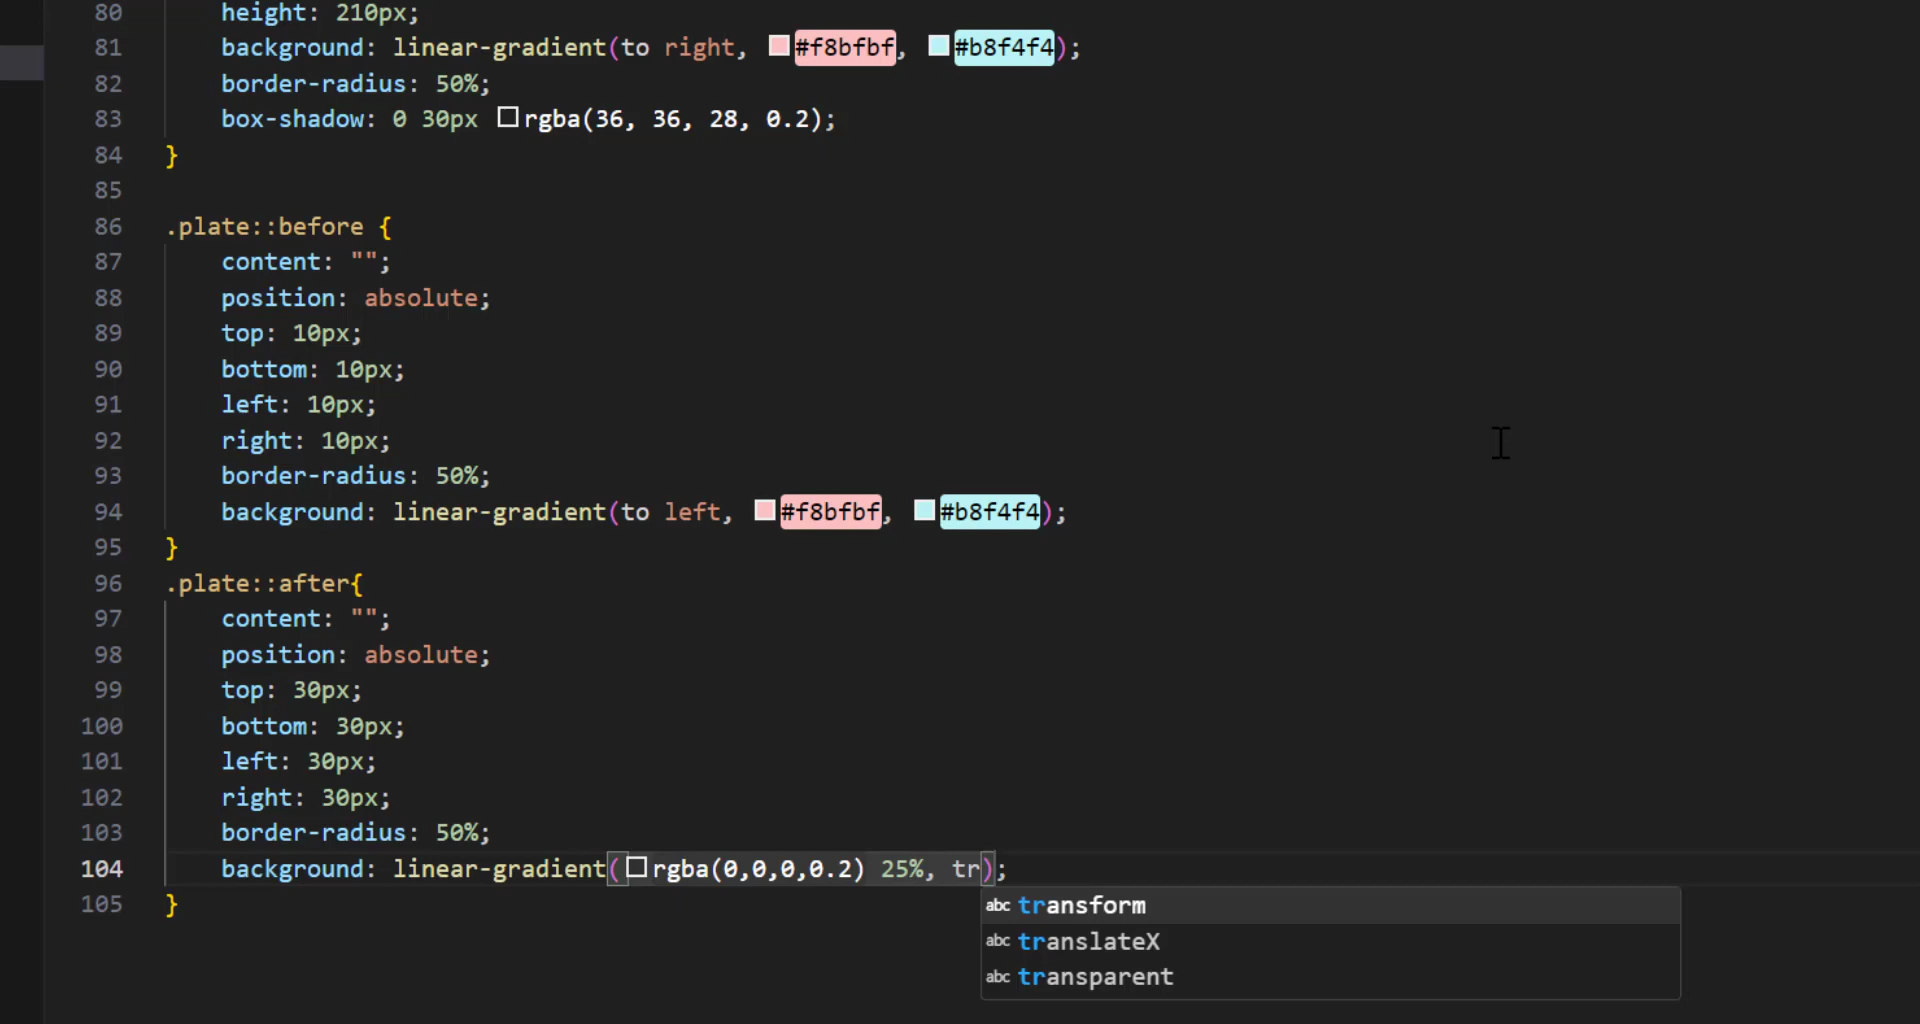 80 height: 210px;
81 background: linear-gradient(to right, #f8bfbf, #b8f4f4);
82 border-radius: 50%;
83 box-shadow: 0 30px rgba(36, 36, 28, 0.2);
84 }
85
86 .plate::before {
87 content: "";
88 position: absolute;
89 top: 10px;
90 bottom: 10px;
91 left: 10px;
92 right: 10px;
93 border-radius: 50%;
94 background: linear-gradient(to left, #f8bfbf, #b8f4f4);
95 }
96 .plate::after{
97 content: "";
98 position: absolute;
99 top: 30px;
100 bottom: 30px;
101 left: 30px;
102 right: 30px;
103 border-radius: 50%;
104 background: linear-gradient(rgba(0,0,0,0.2) 25%, tr);
105 }
abc transform
abc translateX
abc transparent